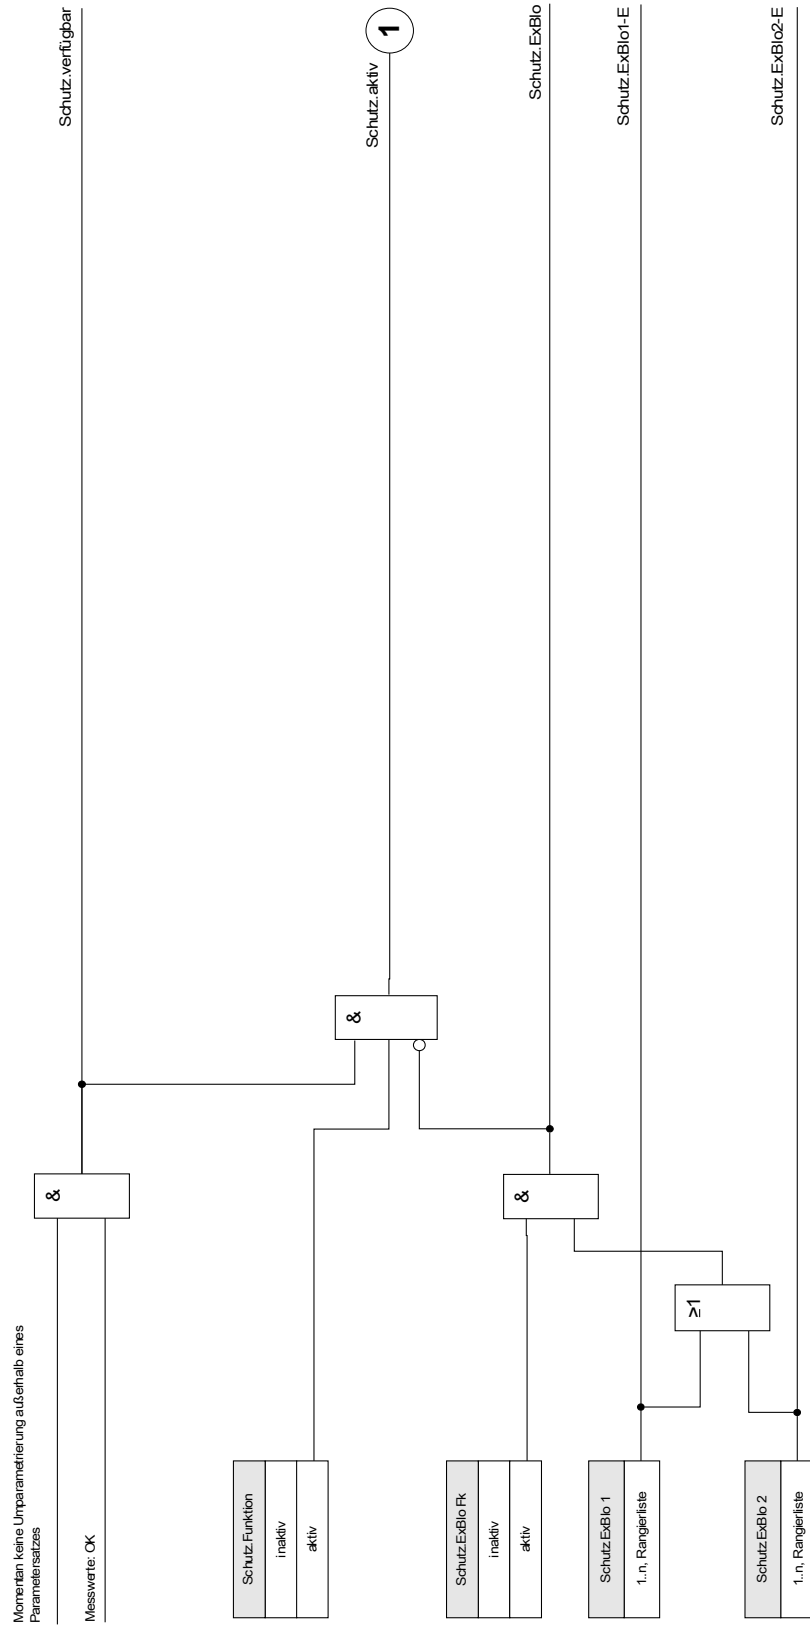 Momentan keine Umparametrierung außerhalb eines
Parametersatzes
Messwerte: OK
&
Schutz.verfügbar
Schutz.Funktion
inaktiv
aktiv
&
Schutz.aktiv
1
Schutz.ExBlo Fk
inaktiv
aktiv
&
Schutz.ExBlo
Schutz.ExBlo 1
1..n, Rangierliste
Schutz.ExBlo1-E
≥1
Schutz.ExBlo 2
1..n, Rangierliste
Schutz.ExBlo2-E